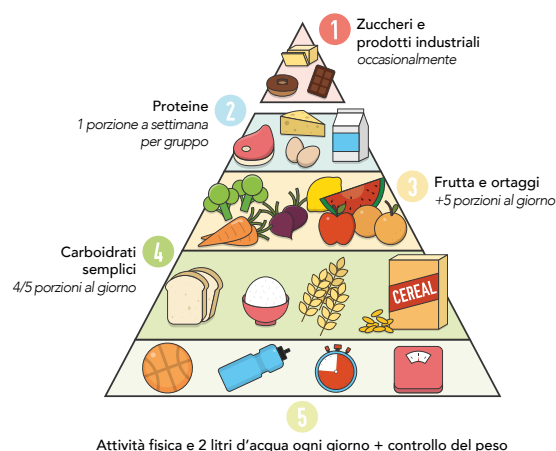 1
Zuccheri e
prodotti industriali
occasionalmente
Proteine
1 porzione a settimana
per gruppo
2
3
Frutta e ortaggi
+5 porzioni al giorno
Carboidrati
semplici
4/5 porzioni al giorno
4
CEREAL
5
Attività fisica e 2 litri d'acqua ogni giorno + controllo del peso